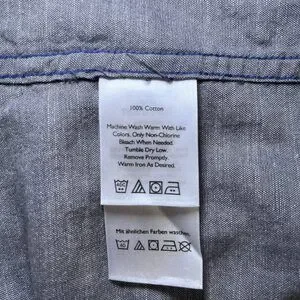 100% Cotton
Machine Wash Warm With Like
Colors. Only Non-Chlorine
Bleach When Needed.
Tumble Dry Low.
Remove Promptly.
Warm Iron As Desired.
Mit ähnlichen Farben waschen